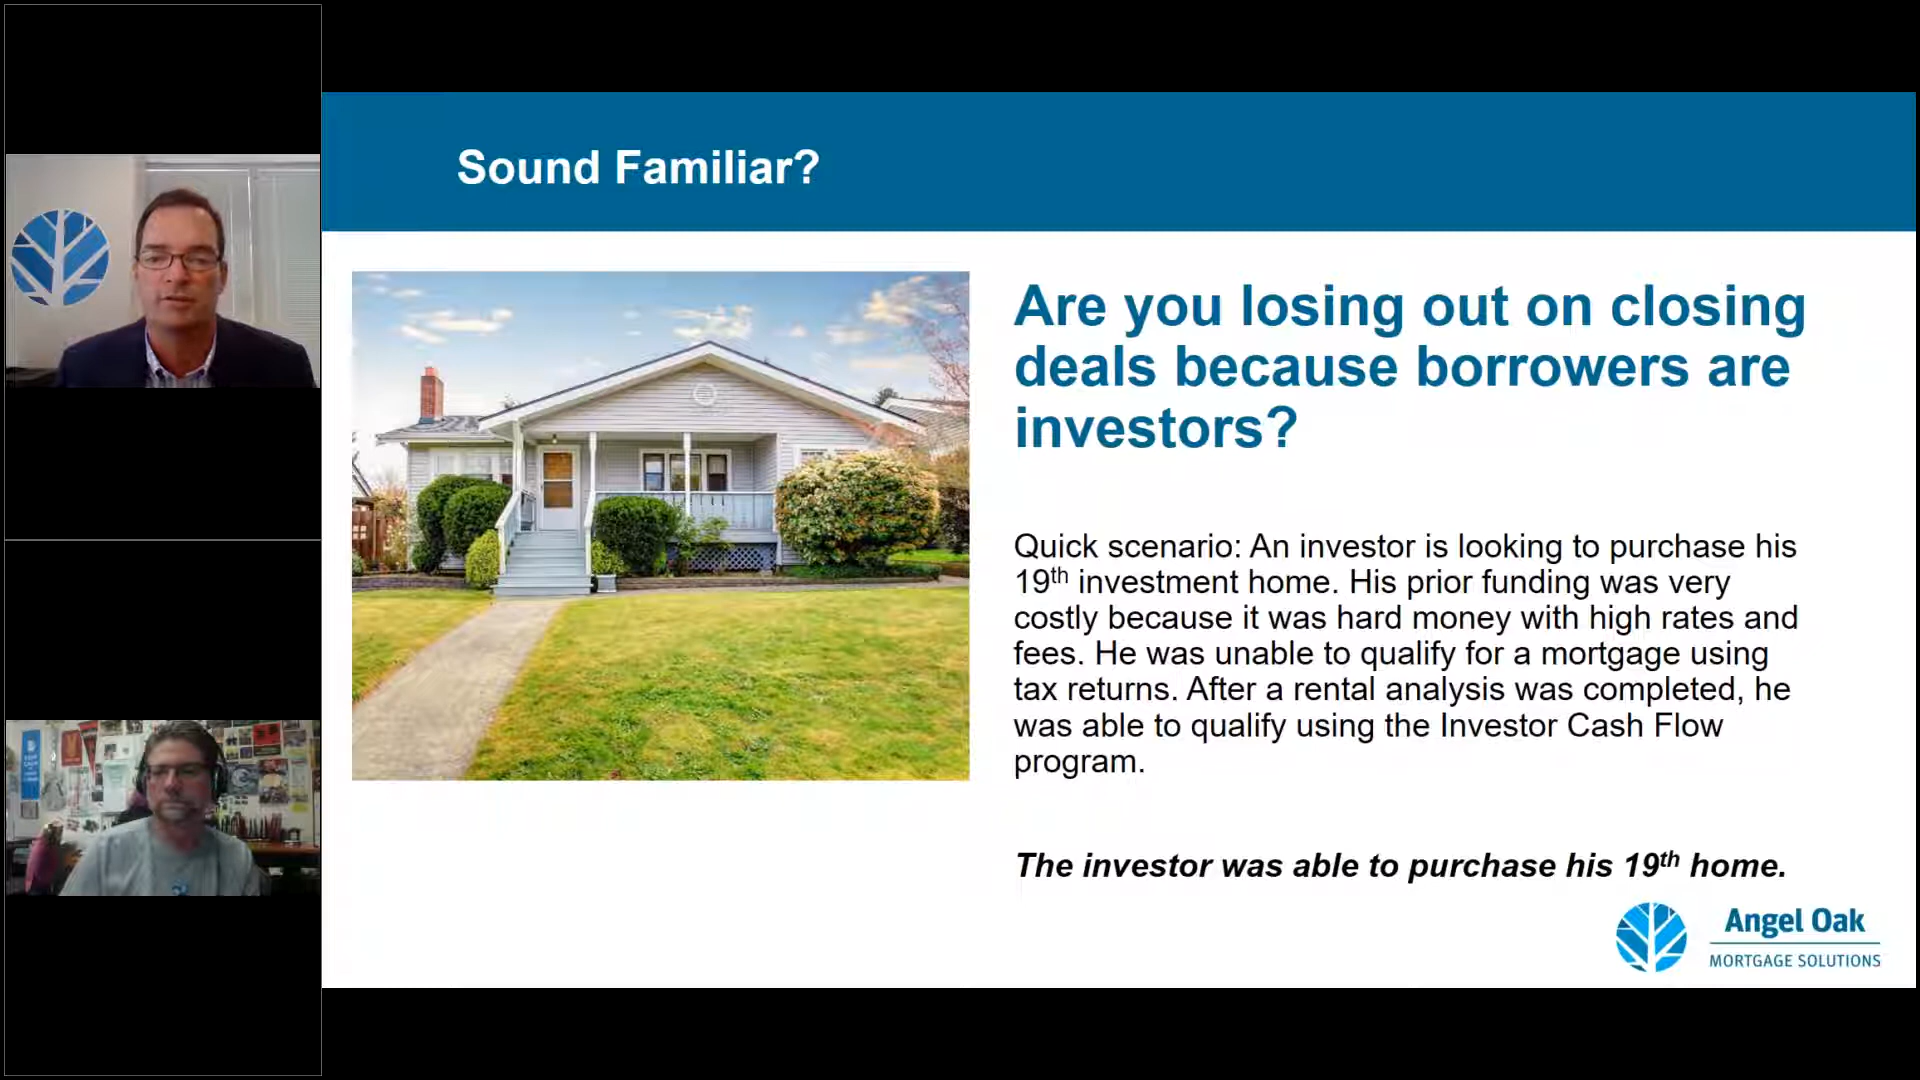 Sound Familiar?
Are you losing out on closing
deals because borrowers are
investors?
Quick scenario: An investor is looking to purchase his
19th investment home. His prior funding was very
costly because it was hard money with high rates and
fees. He was unable to qualify for a mortgage using
tax returns. After a rental analysis was completed, he
was able to qualify using the Investor Cash Flow
program.
The investor was able to purchase his 19th home.
Angel Oak
MORTGAGE SOLUTIONS